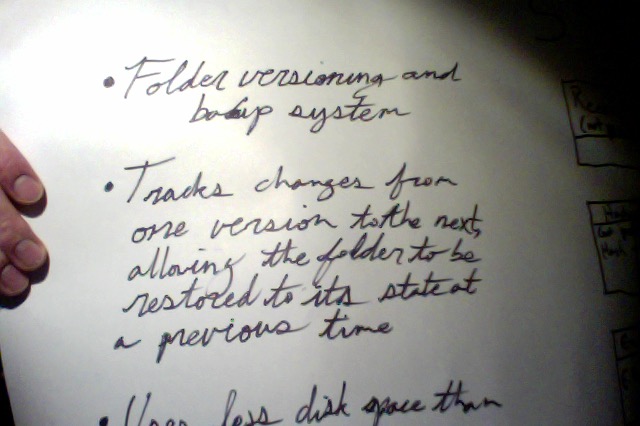 • Folder versioning and
backup system
• Tracks changes from
one version to the next,
allowing the folder to be
restored to its state at
a previous time
• Uses less disk space than